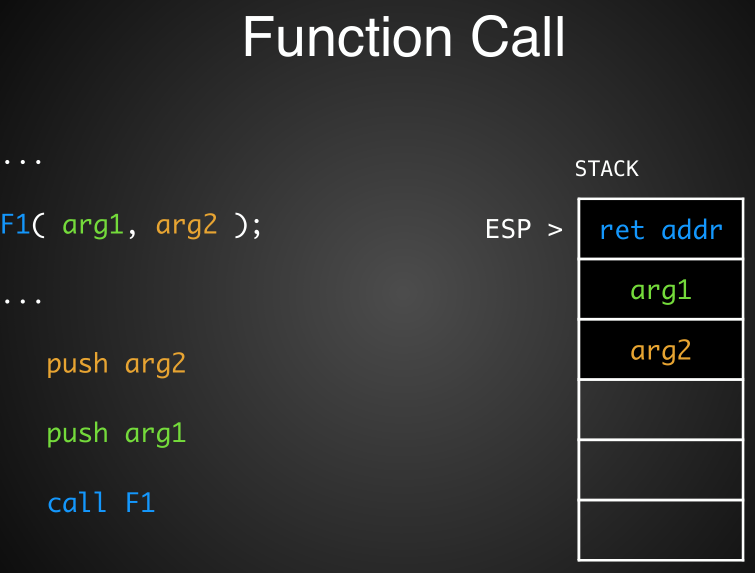 Function Call
...
F1( arg1, arg2 );
...
push arg2
push arg1
call F1
STACK
ESP >
ret addr
arg1
arg2